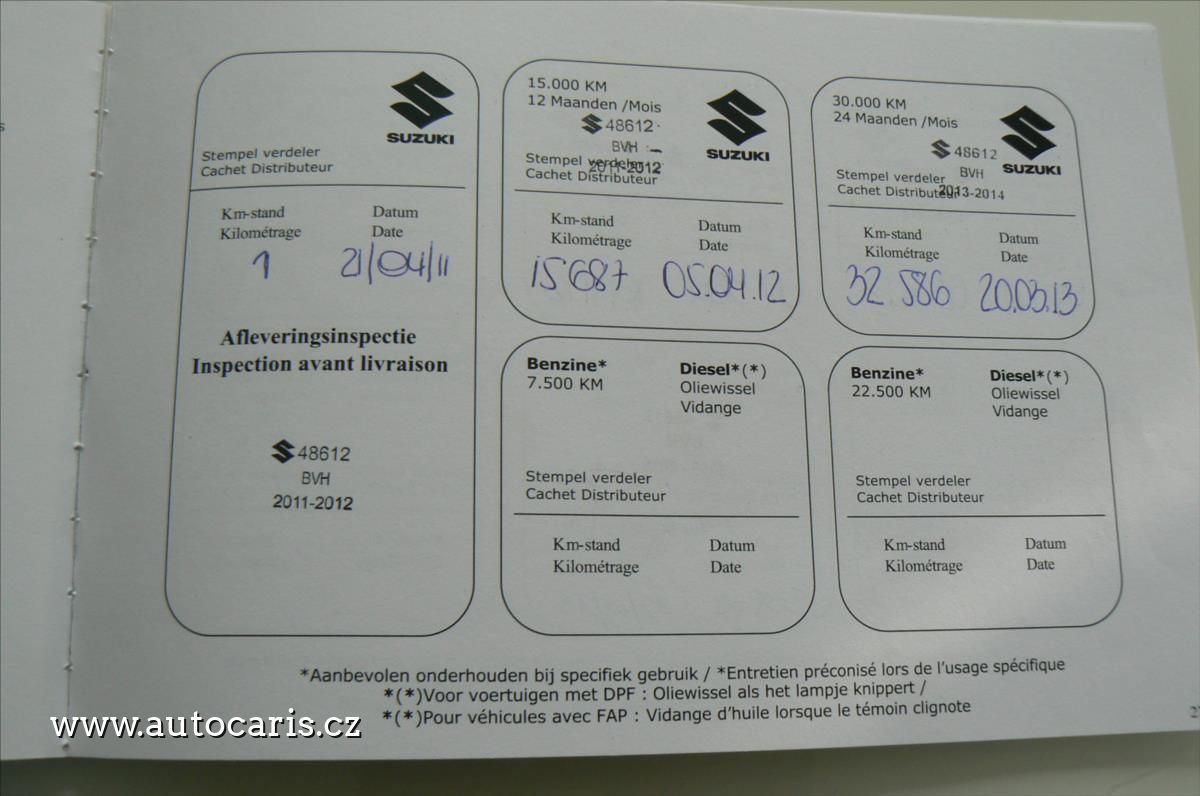 SUZUKI
Stempel verdeler
Cachet Distributeur
Km-stand Datum
Kilométrage Date
1 21/04/11
Afleveringsinspectie
Inspection avant livraison
48612
BVH
2011-2012
15.000 KM
12 Maanden /Mois
48612
BVH
SUZUKI
Stempel verdeler
2011-2012
Cachet Distributeur
Km-stand Datum
Kilométrage Date
15687 05.04.12
30.000 KM
24 Maanden /Mois
48612
BVH
SUZUKI
Stempel verdeler
Cachet Distributeur
2013-2014
Km-stand Datum
Kilométrage Date
32 586 20.03.13
Benzine* Diesel*(*)
7.500 KM Oliewissel
Vidange
Stempel verdeler
Cachet Distributeur
Km-stand Datum
Kilométrage Date
Benzine* Diesel*(*)
22.500 KM Oliewissel
Vidange
Stempel verdeler
Cachet Distributeur
Km-stand Datum
Kilométrage Date
*Aanbevolen onderhouden bij specifiek gebruik / *Entretien préconisé lors de l'usage spécifique
*(*)Voor voertuigen met DPF : Oliewissel als het lampje knippert /
*(*)Pour véhicules avec FAP : Vidange d'huile lorsque le témoin clignote
www.autocaris.cz